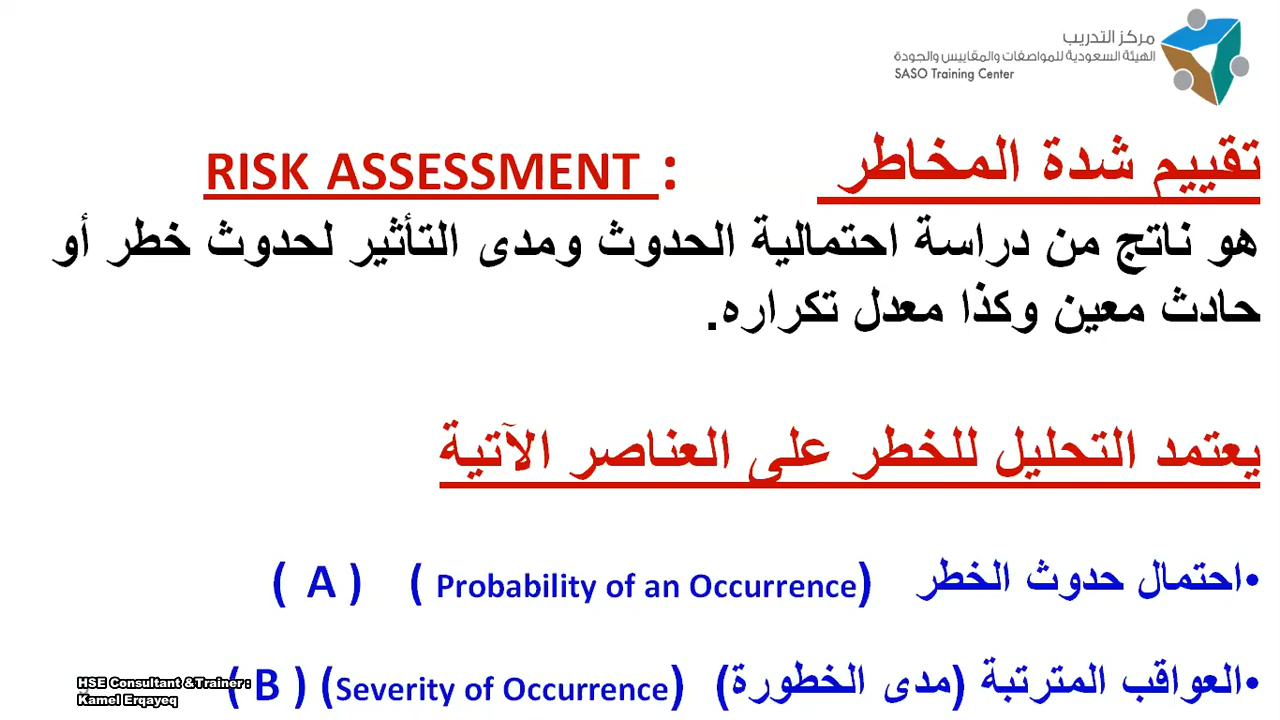 مركز التدريب
الهيئة السعودية للمواصفات والمقاييس والجودة
SASO Training Center
تقييم شدة المخاطر RISK ASSESSMENT :
هو ناتج من دراسة احتمالية الحدوث ومدى التأثير لحدوث خطر أو
حادث معين وكذا معدل تكراره.
يعتمد التحليل للخطر على العناصر الآتية
•احتمال حدوث الخطر (Probability of an Occurrence ) ( A )
•العواقب المترتبة (مدى الخطورة) (Severity of Occurrence) ( B )
HSE Consultant & Trainer :
Kamel Erqayeq